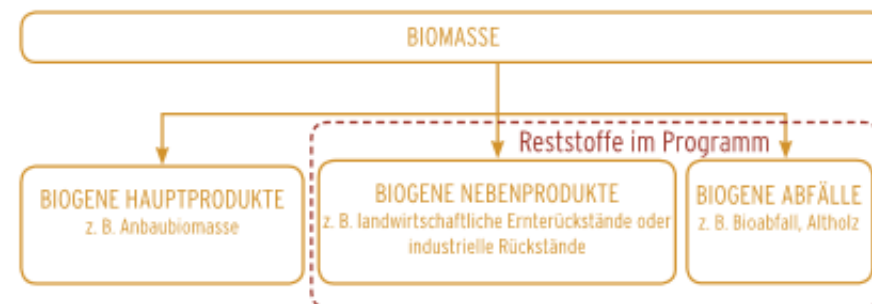 BIOMASSE
Reststoffe im Programm
BIOGENE HAUPTPRODUKTE
z. B. Anbaubiomasse
BIOGENE NEBENPRODUKTE
z. B. landwirtschaftliche Ernterückstände oder
industrielle Rückstände
BIOGENE ABFÄLLE
z. B. Bioabfall, Altholz